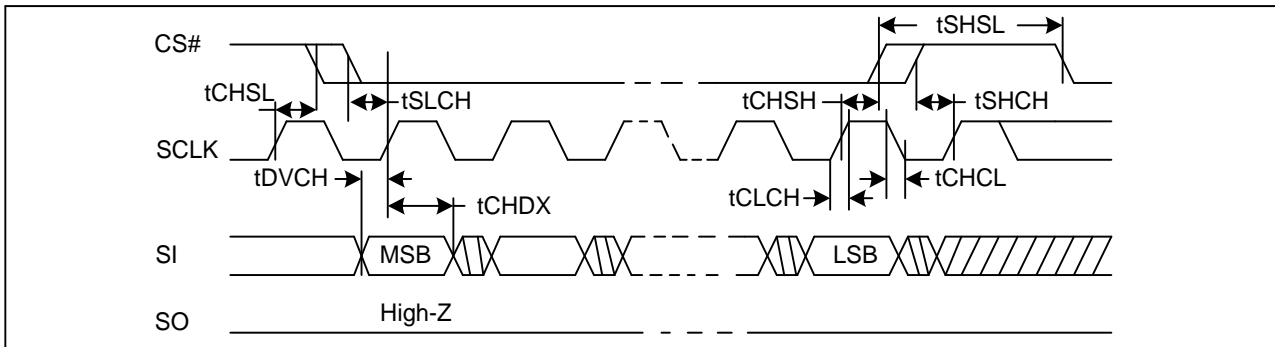 tSHSL
CS#
tCHSL
tSLCH
tCHSH
tSHCH
SCLK
tDVCH
tCHCL
tCHDX
tCLCH
SI
MSB
LSB
SO
High-Z